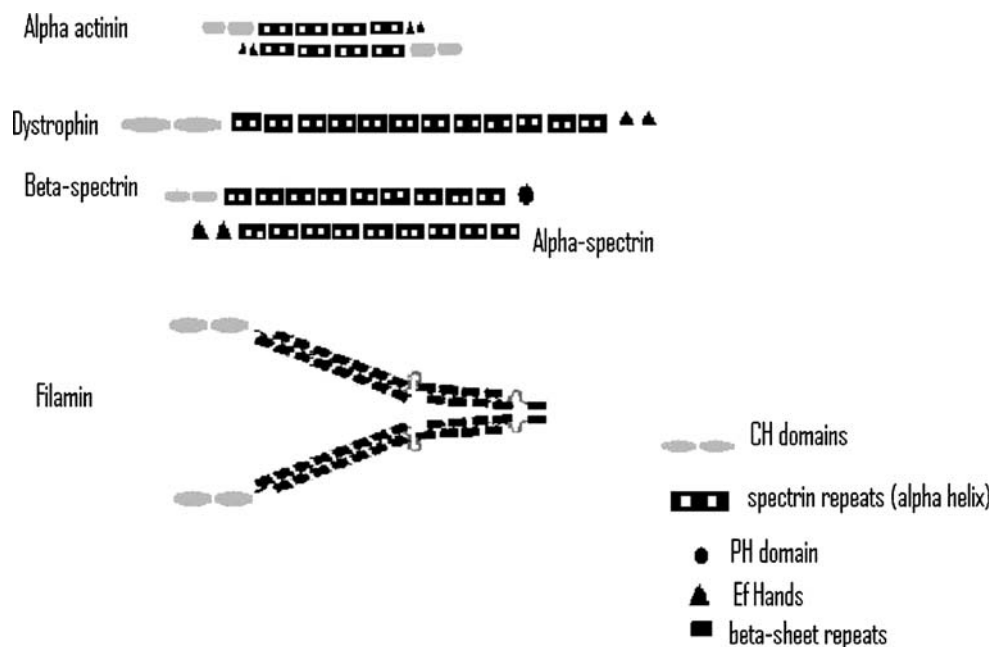 Alpha actinin
Dystrophin
Beta-spectrin
Alpha-spectrin
Filamin
CH domains
spectrin repeats (alpha helix)
PH domain
Ef Hands
beta-sheet repeats